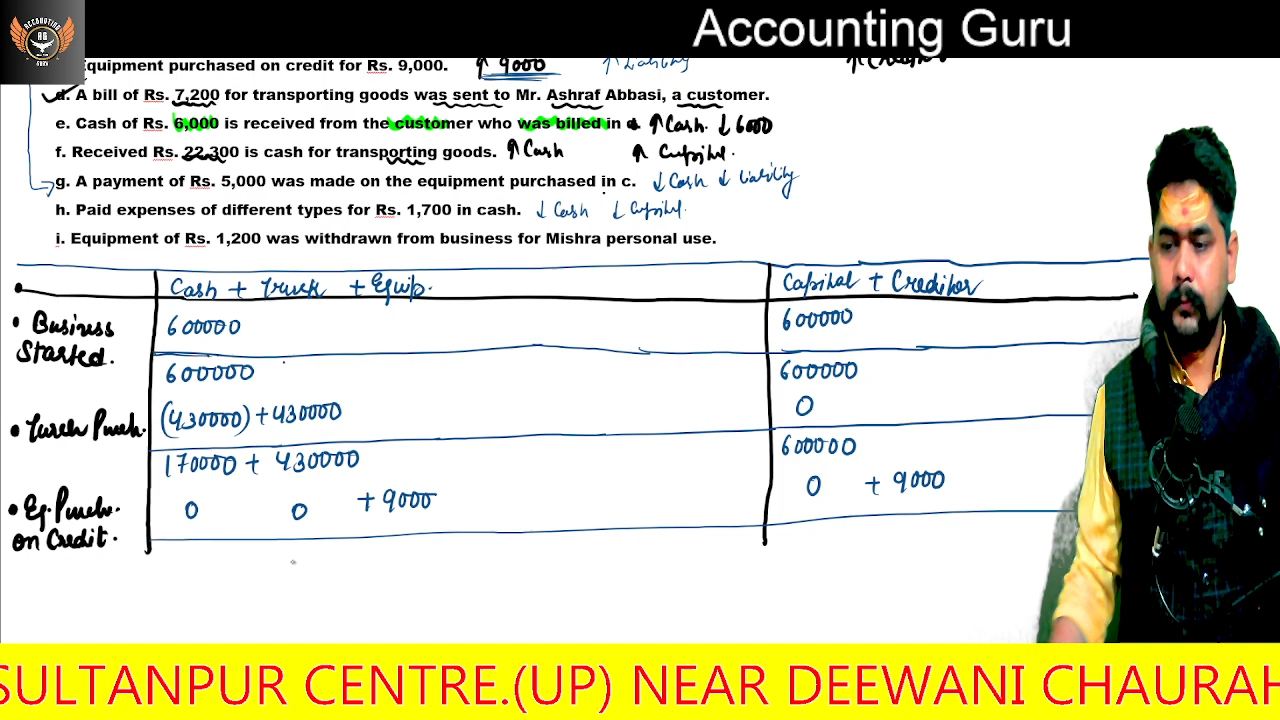 Accounting Guru
ACCOUNTING
AG
GURU
Equipment purchased on credit for Rs. 9,000. ↑ 9000 ↑ Liability
d. A bill of Rs. 7,200 for transporting goods was sent to Mr. Ashraf Abbasi, a customer.
e. Cash of Rs. 6,000 is received from the customer who was billed in ↑ Cash. ↓ 6000
f. Received Rs. 22,300 is cash for transporting goods. ↑ Cash ↑ Capital.
g. A payment of Rs. 5,000 was made on the equipment purchased in c. ↓ Cash ↓ liability
h. Paid expenses of different types for Rs. 1,700 in cash. ↓ Cash ↓ Capital.
i. Equipment of Rs. 1,200 was withdrawn from business for Mishra personal use.
Cash + Truck + Equip. Capital + Creditor
• Business Started. 600000 600000
600000 600000
• Truck Purch. (430000) + 430000 0
170000 + 430000 600000
• Eq. Purch. on Credit. 0 0 + 9000 0 + 9000
SULTANPUR CENTRE.(UP) NEAR DEEWANI CHAURAH